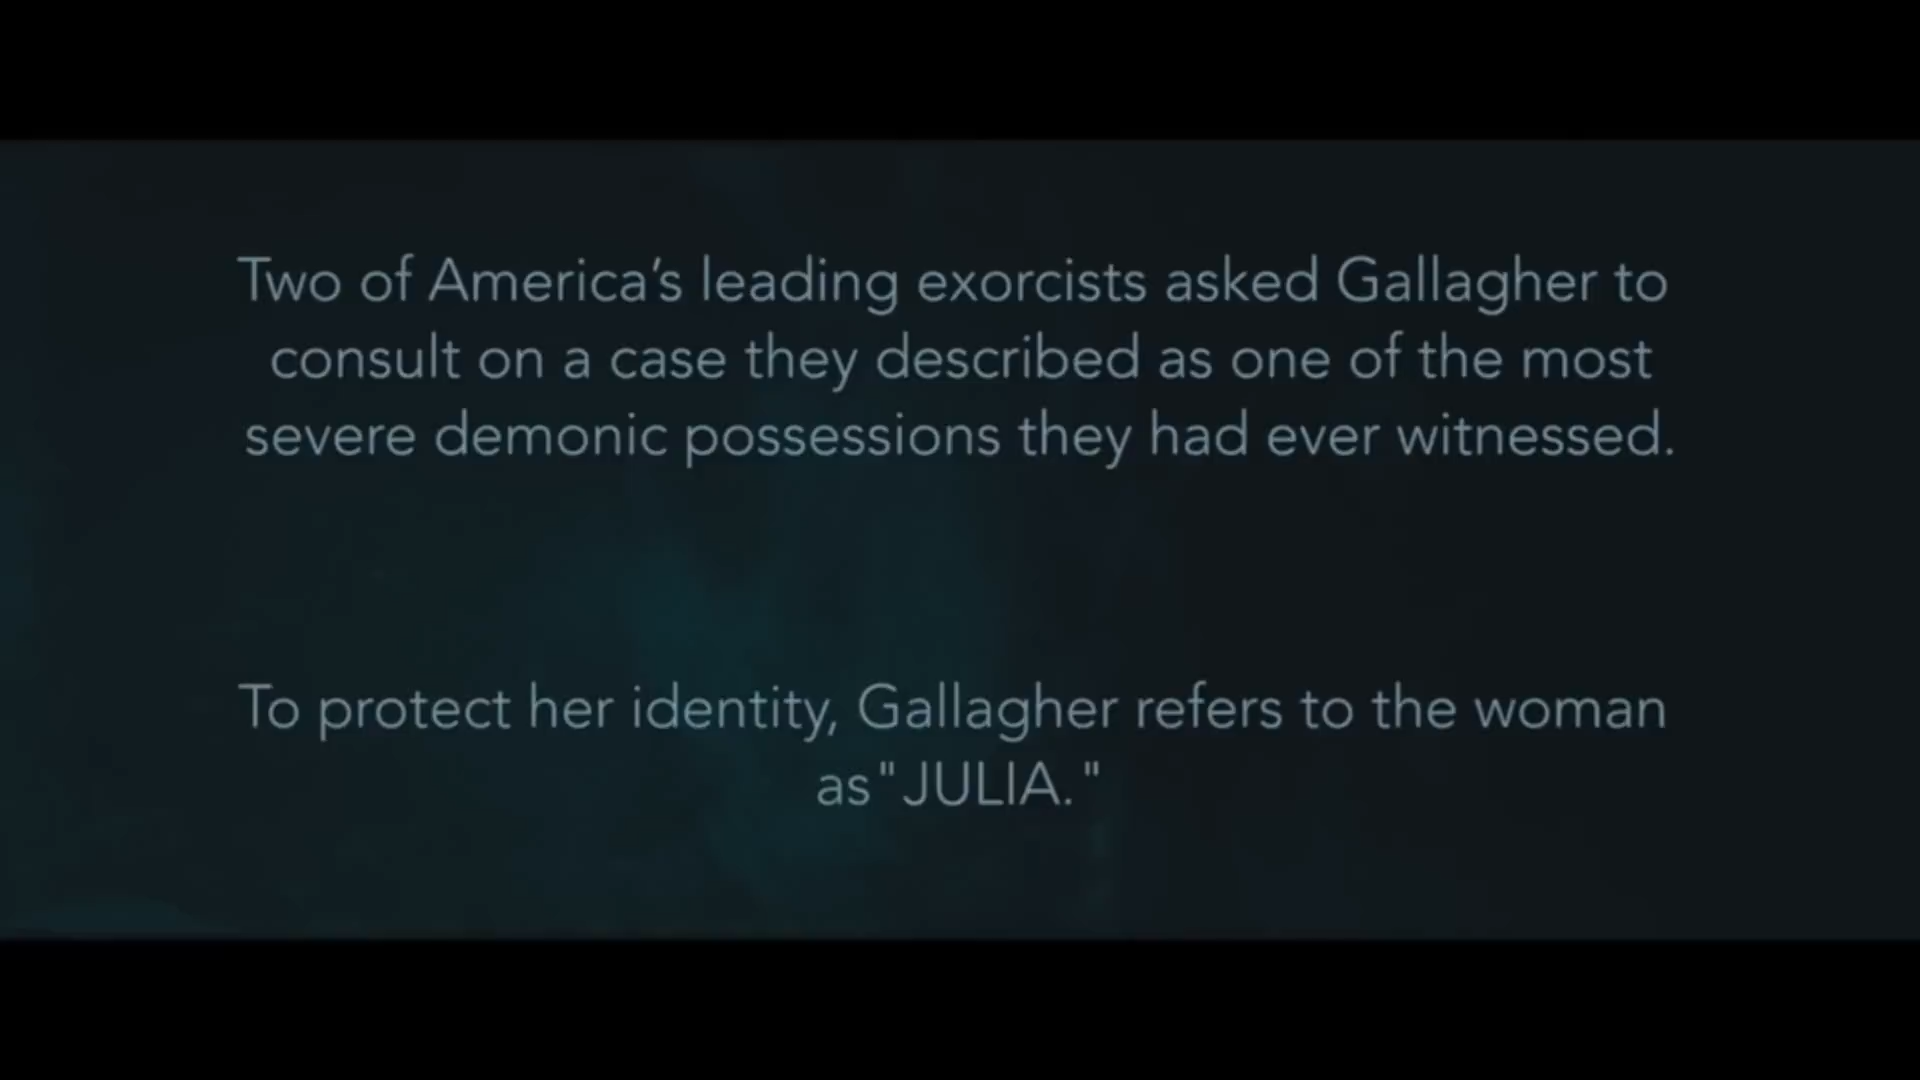 Two of America’s leading exorcists asked Gallagher to
consult on a case they described as one of the most
severe demonic possessions they had ever witnessed.
To protect her identity, Gallagher refers to the woman
as "JULIA."